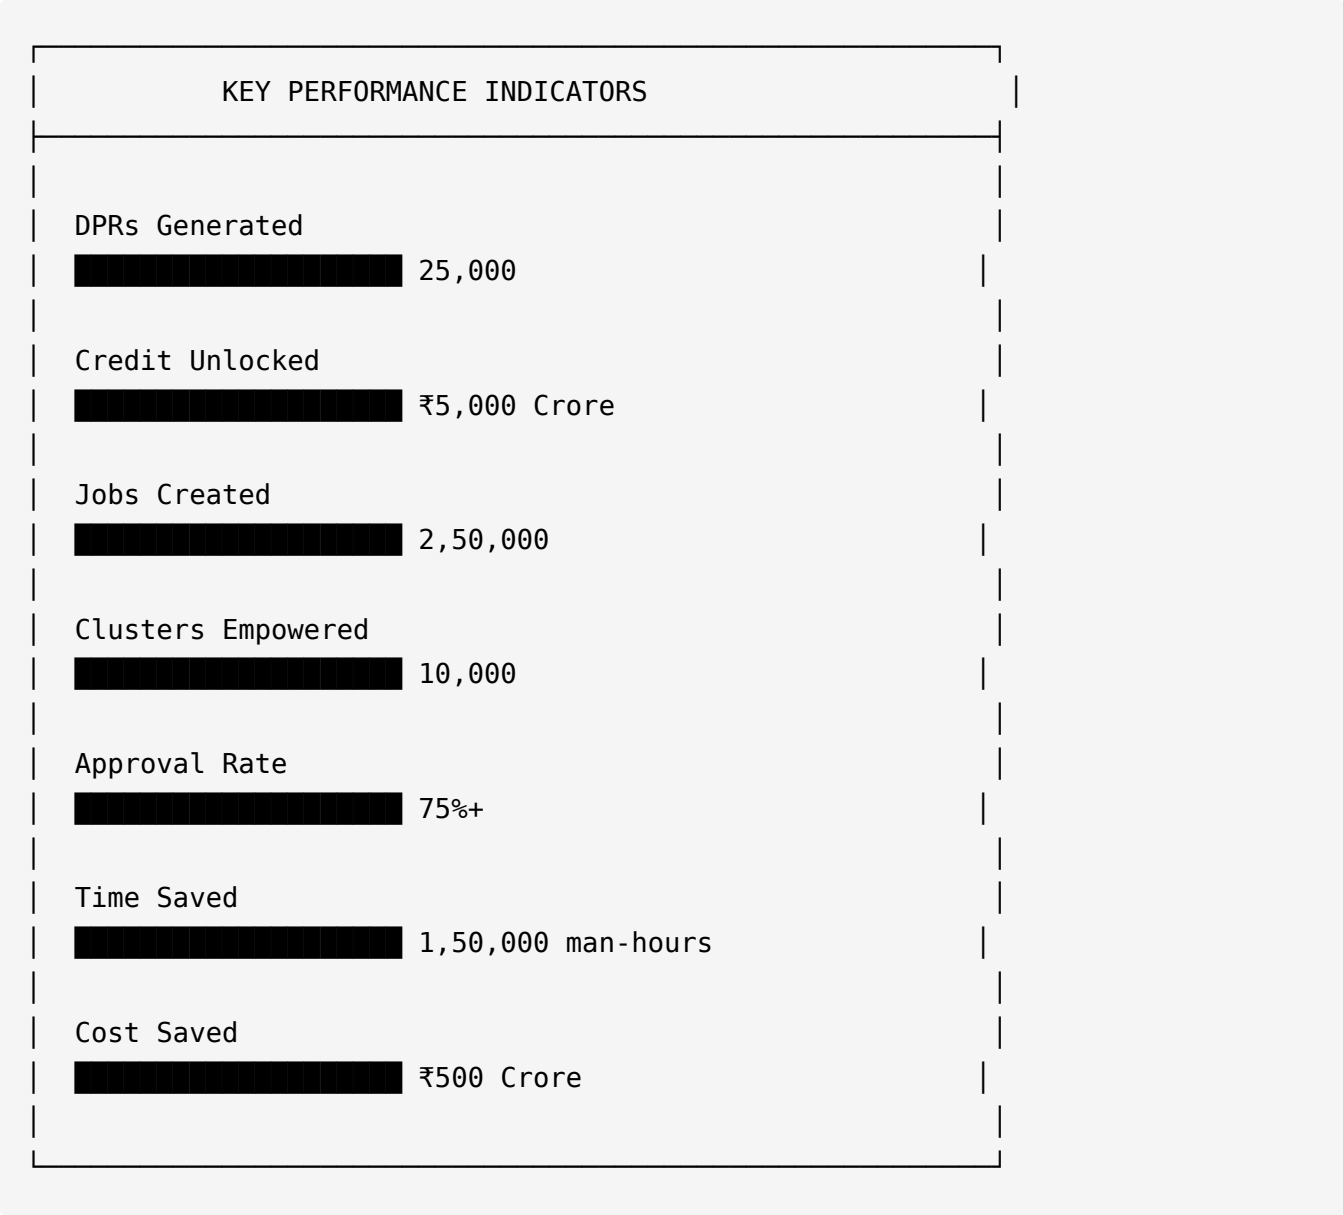 KEY PERFORMANCE INDICATORS
DPRs Generated
25,000
Credit Unlocked
₹5,000 Crore
Jobs Created
2,50,000
Clusters Empowered
10,000
Approval Rate
75%+
Time Saved
1,50,000 man-hours
Cost Saved
₹500 Crore